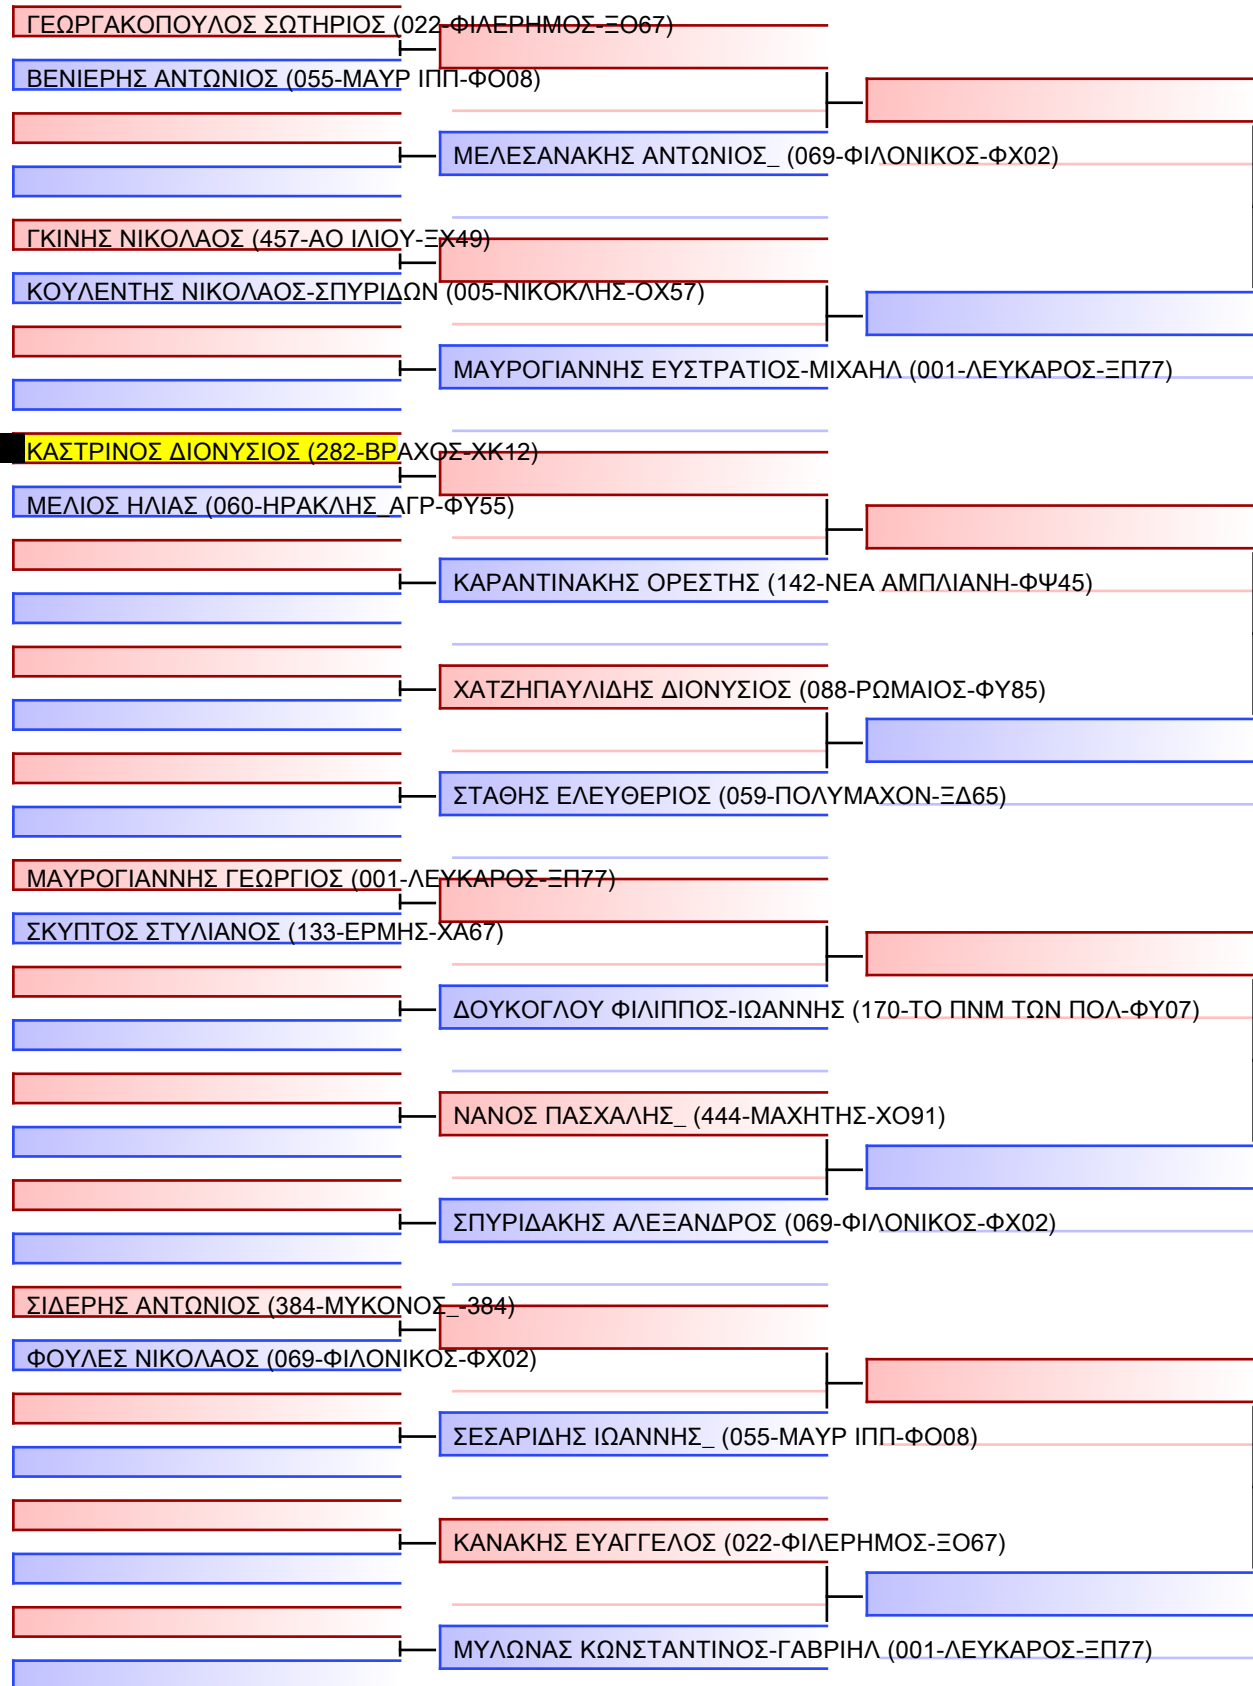 ΓΕΩΡΓΑΚΟΠΟΥΛΟΣ ΣΩΤΗΡΙΟΣ (022-ΦΙΛΕΡΗΜΟΣ-ΞΟ67)
ΒΕΝΙΕΡΗΣ ΑΝΤΩΝΙΟΣ (055-ΜΑΥΡ ΙΠΠ-ΦΟ08)
ΜΕΛΕΣΑΝΑΚΗΣ ΑΝΤΩΝΙΟΣ_ (069-ΦΙΛΟΝΙΚΟΣ-ΦΧ02)
ΓΚΙΝΗΣ ΝΙΚΟΛΑΟΣ (457-ΑΟ ΙΛΙΟΥ-ΞΧ49)
ΚΟΥΛΕΝΤΗΣ ΝΙΚΟΛΑΟΣ-ΣΠΥΡΙΔΩΝ (005-ΝΙΚΟΚΛΗΣ-ΟΧ57)
ΜΑΥΡΟΓΙΑΝΝΗΣ ΕΥΣΤΡΑΤΙΟΣ-ΜΙΧΑΗΛ (001-ΛΕΥΚΑΡΟΣ-ΞΠ77)
ΚΑΣΤΡΙΝΟΣ ΔΙΟΝΥΣΙΟΣ (282-ΒΡΑΧΟΣ-ΧΚ12)
ΜΕΛΙΟΣ ΗΛΙΑΣ (060-ΗΡΑΚΛΗΣ_ΑΓΡ-ΦΥ55)
ΚΑΡΑΝΤΙΝΑΚΗΣ ΟΡΕΣΤΗΣ (142-ΝΕΑ ΑΜΠΛΙΑΝΗ-ΦΨ45)
ΧΑΤΖΗΠΑΥΛΙΔΗΣ ΔΙΟΝΥΣΙΟΣ (088-ΡΩΜΑΙΟΣ-ΦΥ85)
ΣΤΑΘΗΣ ΕΛΕΥΘΕΡΙΟΣ (059-ΠΟΛΥΜΑΧΟΝ-ΞΔ65)
ΜΑΥΡΟΓΙΑΝΝΗΣ ΓΕΩΡΓΙΟΣ (001-ΛΕΥΚΑΡΟΣ-ΞΠ77)
ΣΚΥΠΤΟΣ ΣΤΥΛΙΑΝΟΣ (133-ΕΡΜΗΣ-ΧΑ67)
ΔΟΥΚΟΓΛΟΥ ΦΙΛΙΠΠΟΣ-ΙΩΑΝΝΗΣ (170-ΤΟ ΠΝΜ ΤΩΝ ΠΟΛ-ΦΥ07)
ΝΑΝΟΣ ΠΑΣΧΑΛΗΣ_ (444-ΜΑΧΗΤΗΣ-ΧΟ91)
ΣΠΥΡΙΔΑΚΗΣ ΑΛΕΞΑΝΔΡΟΣ (069-ΦΙΛΟΝΙΚΟΣ-ΦΧ02)
ΣΙΔΕΡΗΣ ΑΝΤΩΝΙΟΣ (384-ΜΥΚΟΝΟΣ_-384)
ΦΟΥΛΕΣ ΝΙΚΟΛΑΟΣ (069-ΦΙΛΟΝΙΚΟΣ-ΦΧ02)
ΣΕΣΑΡΙΔΗΣ ΙΩΑΝΝΗΣ_ (055-ΜΑΥΡ ΙΠΠ-ΦΟ08)
ΚΑΝΑΚΗΣ ΕΥΑΓΓΕΛΟΣ (022-ΦΙΛΕΡΗΜΟΣ-ΞΟ67)
ΜΥΛΩΝΑΣ ΚΩΝΣΤΑΝΤΙΝΟΣ-ΓΑΒΡΙΗΛ (001-ΛΕΥΚΑΡΟΣ-ΞΠ77)